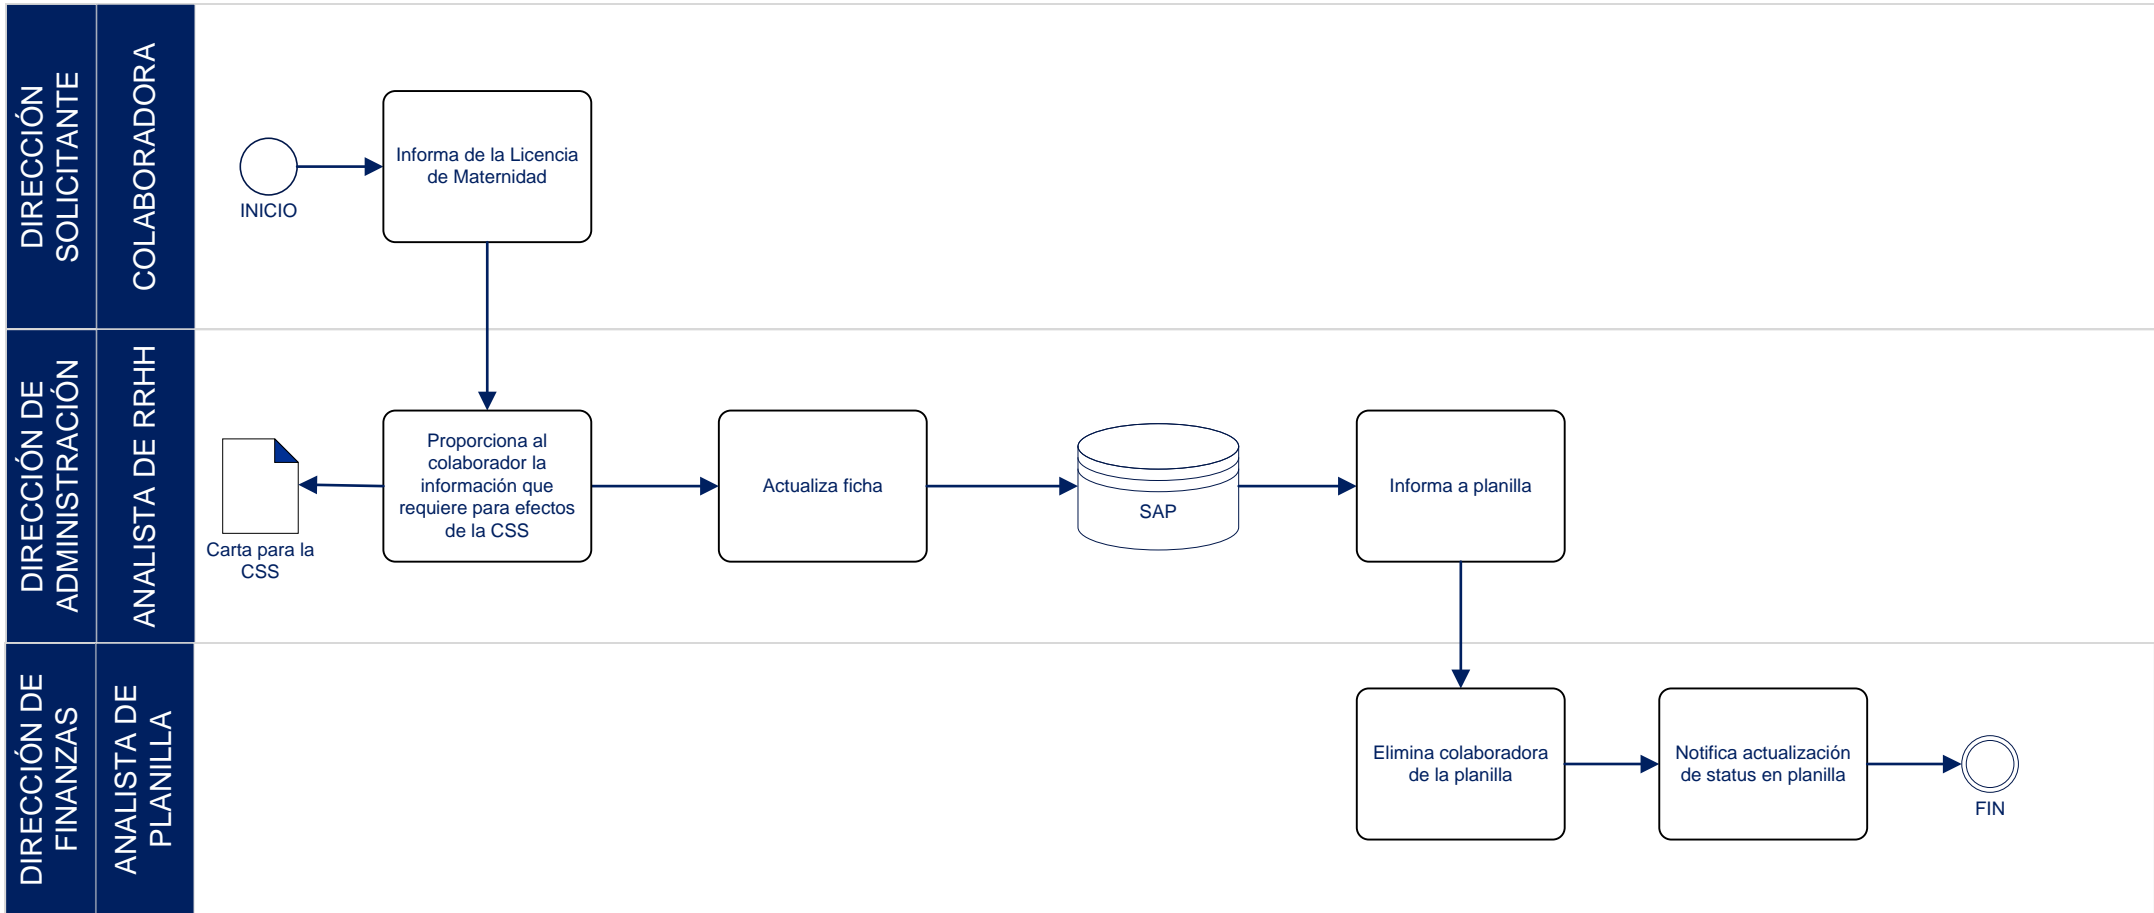 DIRECCIÓN
SOLICITANTE
COLABORADORA
INICIO
Informa de la Licencia
de Maternidad
DIRECCIÓN DE
ADMINISTRACIÓN
ANALISTA DE RRHH
Carta para la
CSS
Proporciona al
colaborador la
información que
requiere para efectos
de la CSS
Actualiza ficha
SAP
Informa a planilla
DIRECCIÓN DE
FINANZAS
ANALISTA DE
PLANILLA
Elimina colaboradora
de la planilla
Notifica actualización
de status en planilla
FIN